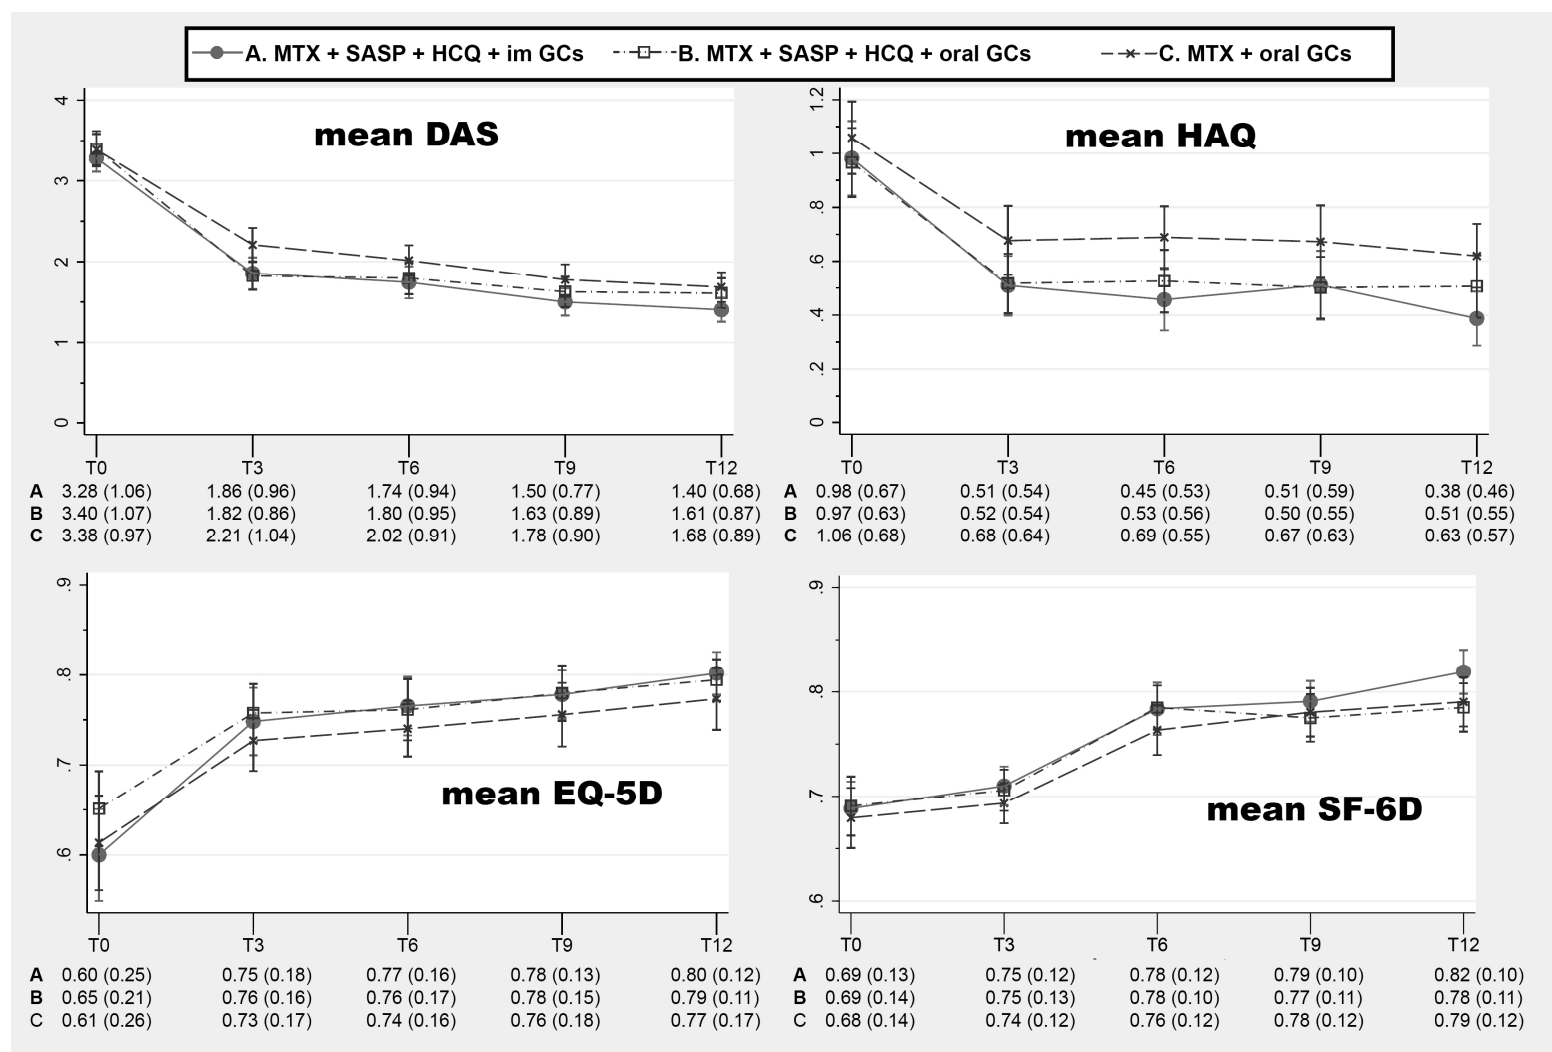 A. MTX + SASP + HCQ + im GCs B. MTX + SASP + HCQ + oral GCs C. MTX + oral GCs
mean DAS
4
3
2
1
0
T0 T3 T6 T9 T12
A 3.28 (1.06) 1.86 (0.96) 1.74 (0.94) 1.50 (0.77) 1.40 (0.68)
B 3.40 (1.07) 1.82 (0.86) 1.80 (0.95) 1.63 (0.89) 1.61 (0.87)
C 3.38 (0.97) 2.21 (1.04) 2.02 (0.91) 1.78 (0.90) 1.68 (0.89)
mean HAQ
1.2
1
.8
.6
.4
.2
0
T0 T3 T6 T9 T12
A 0.98 (0.67) 0.51 (0.54) 0.45 (0.53) 0.51 (0.59) 0.38 (0.46)
B 0.97 (0.63) 0.52 (0.54) 0.53 (0.56) 0.50 (0.55) 0.51 (0.55)
C 1.06 (0.68) 0.68 (0.64) 0.69 (0.55) 0.67 (0.63) 0.63 (0.57)
.9
.8
.7
.6
mean EQ-5D
T0 T3 T6 T9 T12
A 0.60 (0.25) 0.75 (0.18) 0.77 (0.16) 0.78 (0.13) 0.80 (0.12)
B 0.65 (0.21) 0.76 (0.16) 0.76 (0.17) 0.78 (0.15) 0.79 (0.11)
C 0.61 (0.26) 0.73 (0.17) 0.74 (0.16) 0.76 (0.18) 0.77 (0.17)
.9
.8
.7
.6
mean SF-6D
T0 T3 T6 T9 T12
A 0.69 (0.13) 0.75 (0.12) 0.78 (0.12) 0.79 (0.10) 0.82 (0.10)
B 0.69 (0.14) 0.75 (0.13) 0.78 (0.10) 0.77 (0.11) 0.78 (0.11)
C 0.68 (0.14) 0.74 (0.12) 0.76 (0.12) 0.78 (0.12) 0.79 (0.12)